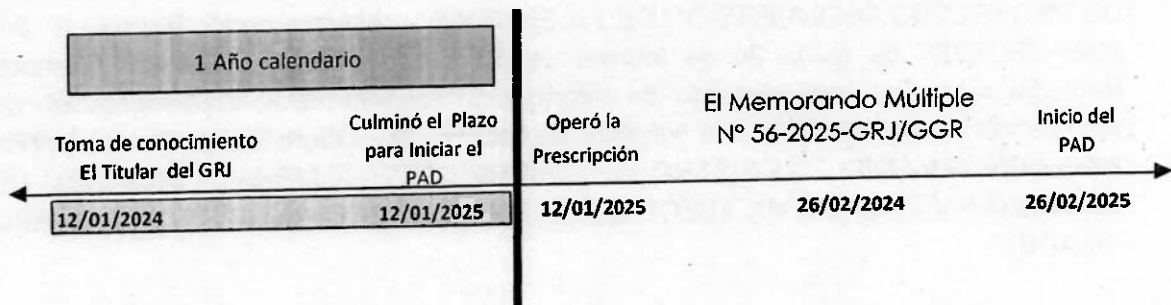 1 Año calendario
Toma de conocimiento
El Titular del GRJ
Culminó el Plazo
para Iniciar el
PAD
Operó la
Prescripción
El Memorando Múltiple
Nº 56-2025-GRJ/GGR
Inicio del
PAD
12/01/2024
12/01/2025
12/01/2025
26/02/2024
26/02/2025